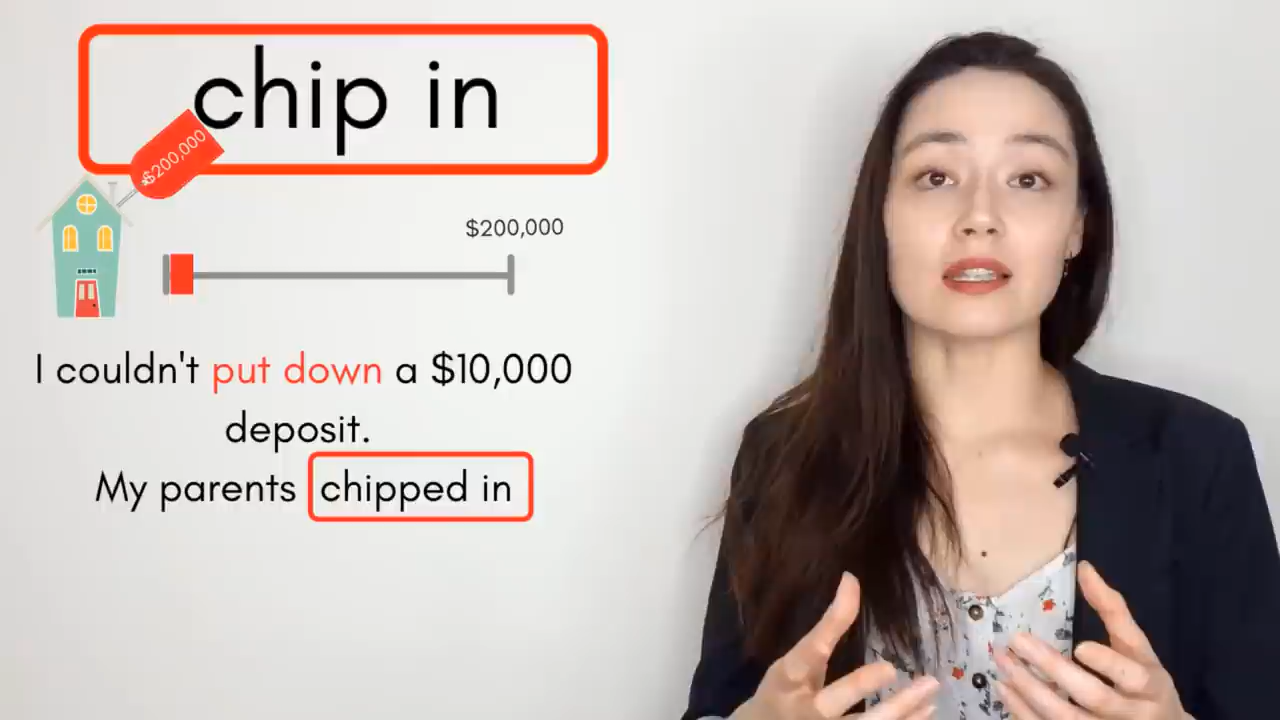 chip in
$200,000
$200,000
I couldn't put down a $10,000
deposit.
My parents chipped in